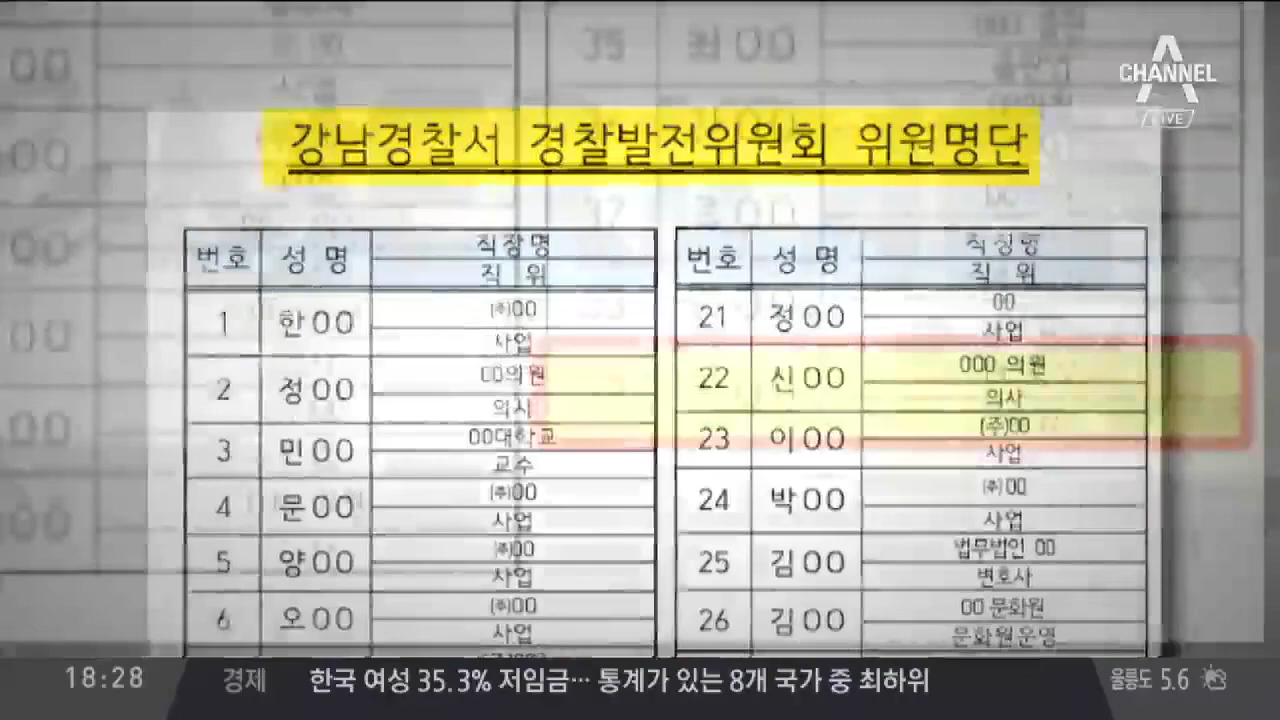 CHANNEL A
LIVE
강남경찰서 경찰발전위원회 위원명단
번호 성명 직장명
직위
1 한OO (주)OO
사업
2 정OO OO의원
의사
3 민OO OO대학교
교수
4 문OO (주)OO
사업
5 양OO (주)OO
사업
6 오OO (주)OO
사업
번호 성명 직장명
직위
21 정OO OO
사업
22 신OO OOO 의원
의사
23 이OO (주)OO
사업
24 박OO (주)OO
사업
25 김OO 법무법인 OO
변호사
26 김OO OO 문화원
문화원운영
35 최OO
18:28 경제 한국 여성 35.3% 저임금… 통계가 있는 8개 국가 중 최하위 울릉도 5.6